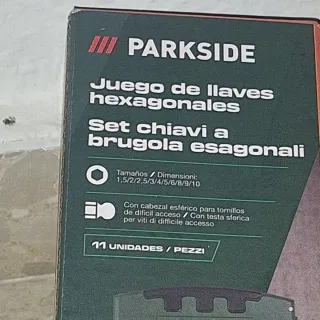 PARKSIDE
Juego de llaves
hexagonales
Set chiavi a
brugola esagonali
Tamaños / Dimensioni:
1,5/2/2,5/3/4/5/6/8/9/10
Con cabezal esférico para tornillos
de difícil acceso / Con testa sferica
per viti di difficile accesso
11 UNIDADES / PEZZI